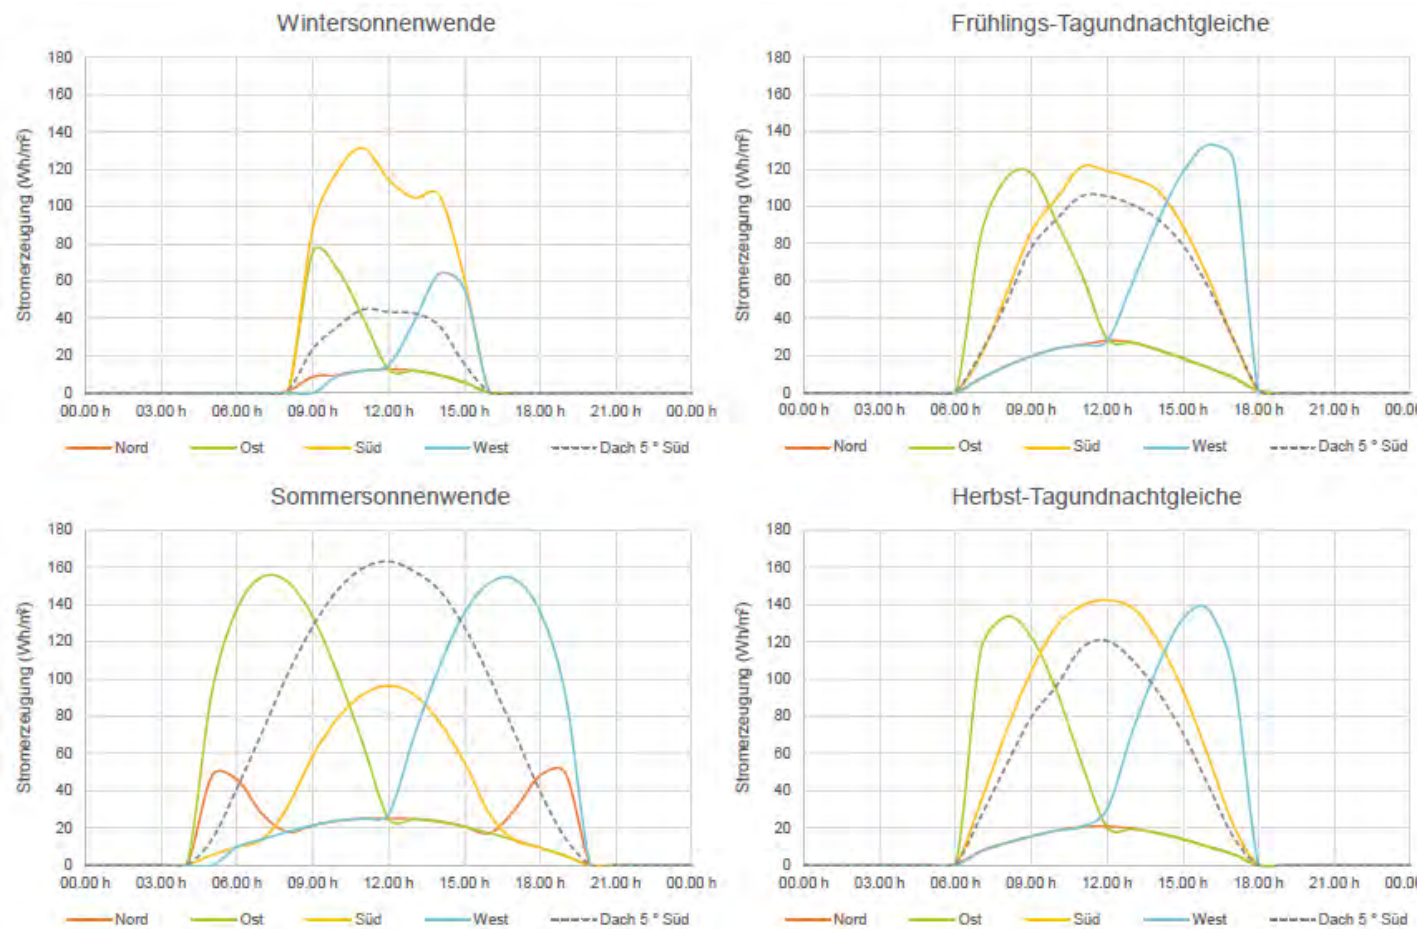 Wintersonnenwende
Stromerzeugung (Wh/m²)
180
160
140
120
100
80
60
40
20
0
00.00 h 03.00 h 06.00 h 09.00 h 12.00 h 15.00 h 18.00 h 21.00 h 00.00 h
Nord Ost Süd West Dach 5 ° Süd
Frühlings-Tagundnachtgleiche
Stromerzeugung (Wh/m²)
180
160
140
120
100
80
60
40
20
0
00.00 h 03.00 h 06.00 h 09.00 h 12.00 h 15.00 h 18.00 h 21.00 h 00.00
Nord Ost Süd West Dach 5 ° Süd
Sommersonnenwende
Stromerzeugung (Wh/m²)
180
160
140
120
100
80
60
40
20
0
00.00 h 03.00 h 06.00 h 09.00 h 12.00 h 15.00 h 18.00 h 21.00 h 00.00 h
Nord Ost Süd West Dach 5 ° Süd
Herbst-Tagundnachtgleiche
Stromerzeugung (Wh/m²)
180
160
140
120
100
80
60
40
20
0
00.00 h 03.00 h 06.00 h 09.00 h 12.00 h 15.00 h 18.00 h 21.00 h 00.00
Nord Ost Süd West Dach 5 ° Süd